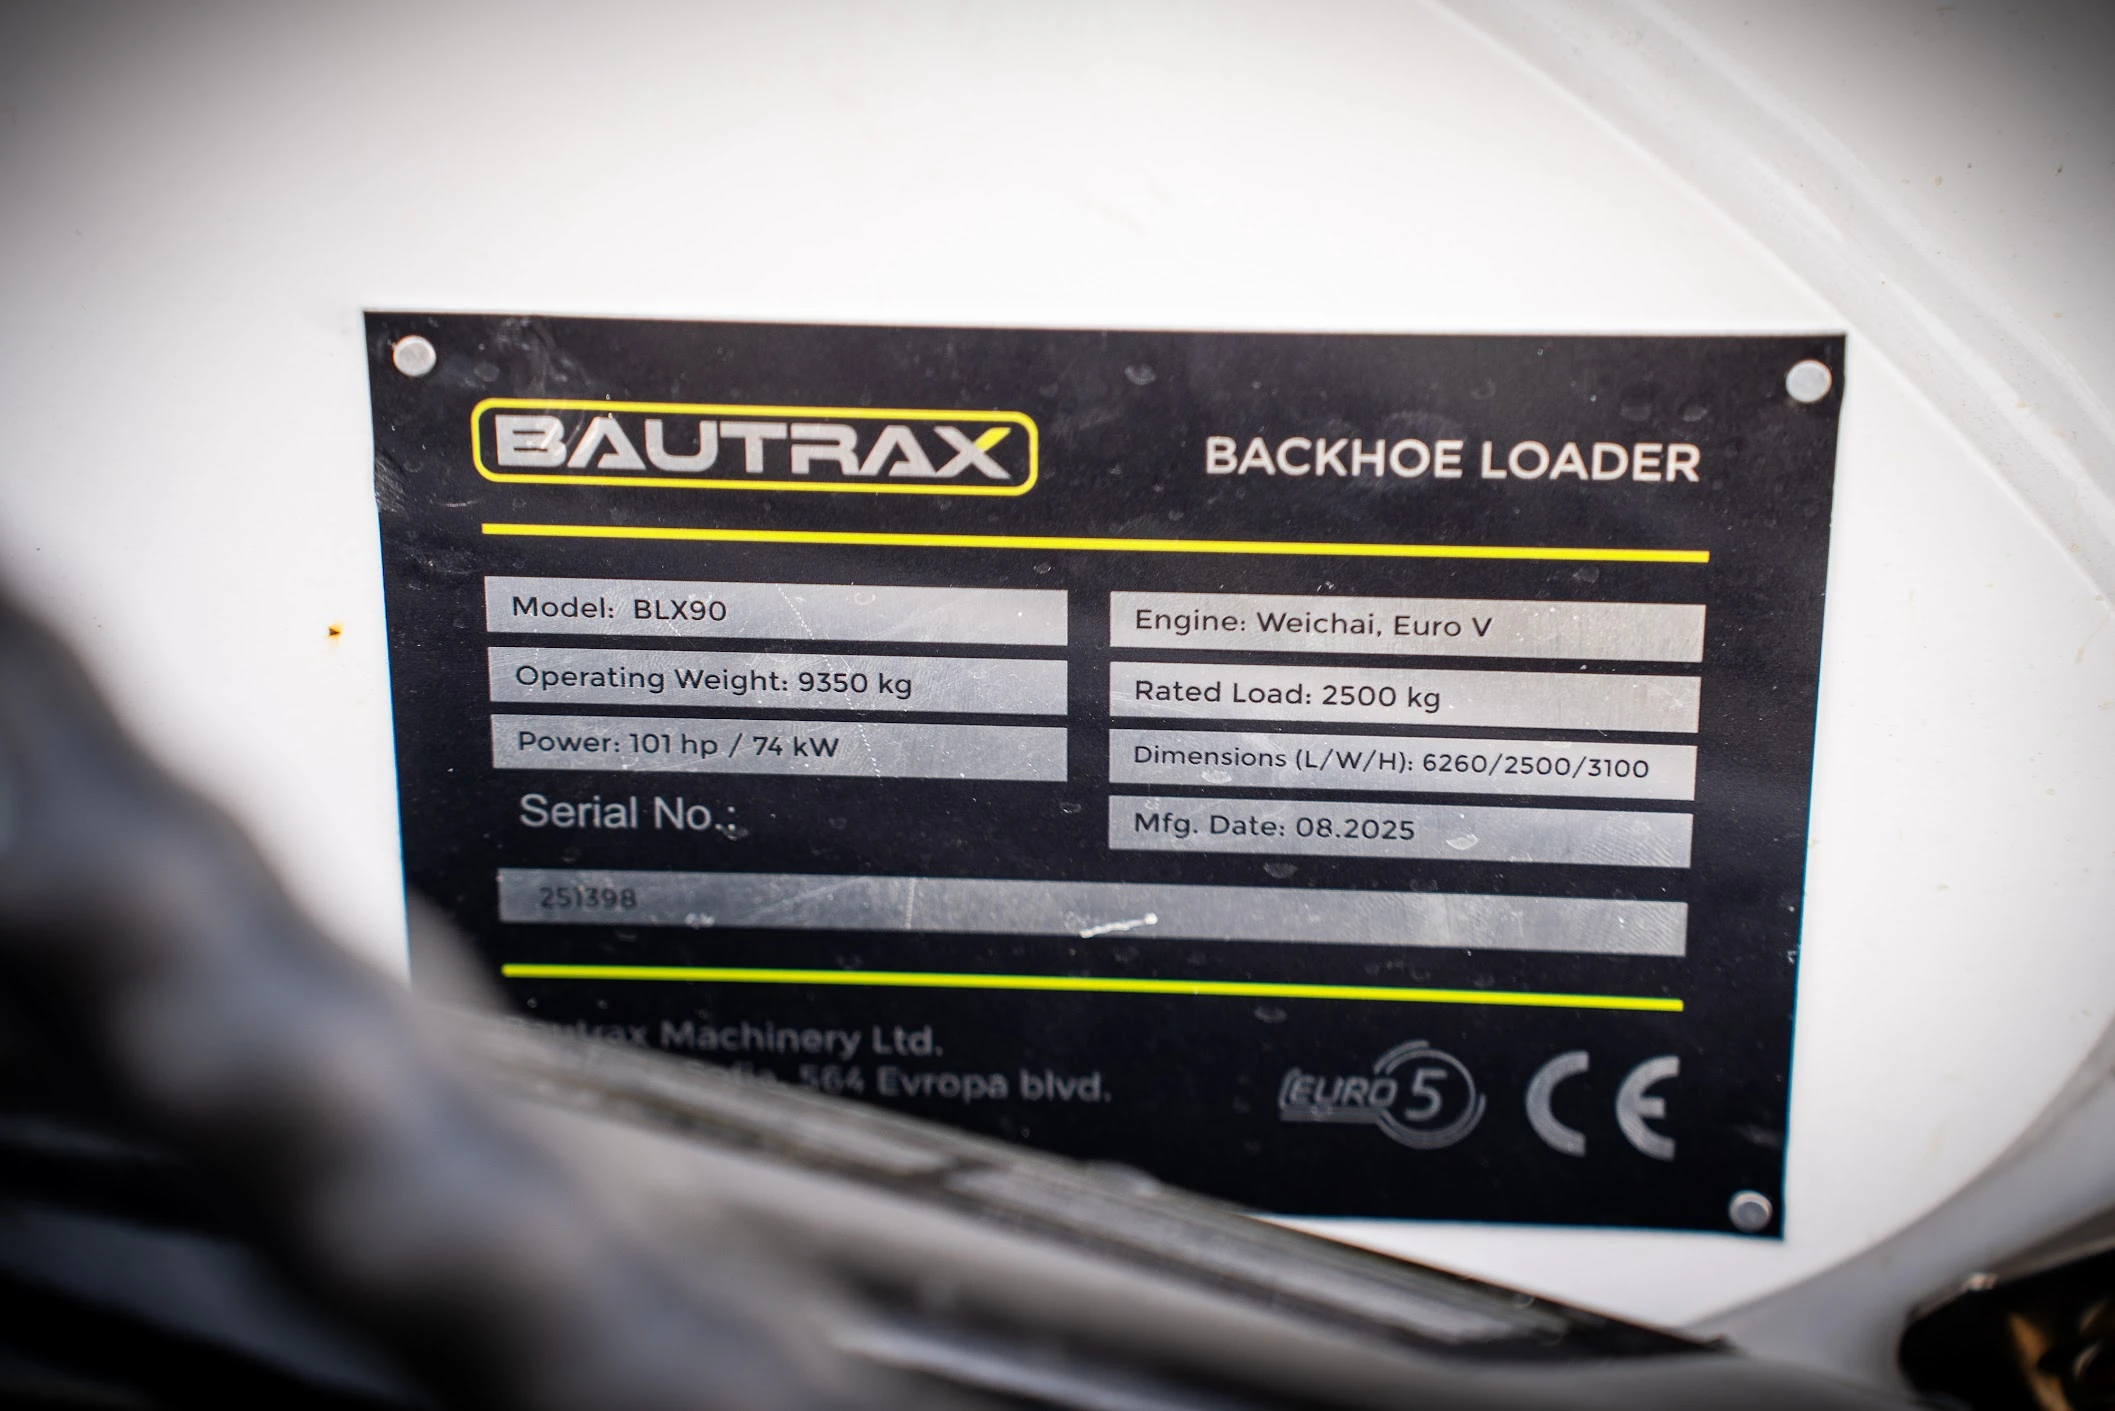 BAUTRAX
BACKHOE LOADER
Model: BLX90
Operating Weight: 9350 kg
Power: 101 hp / 74 kW
Engine: Weichai, Euro V
Rated Load: 2500 kg
Dimensions (L/W/H): 6260/2500/3100
Mfg. Date: 08.2025
Serial No.:
251398
Bautrax Machinery Ltd.
564 Evropa blvd.
EURO 5
CE